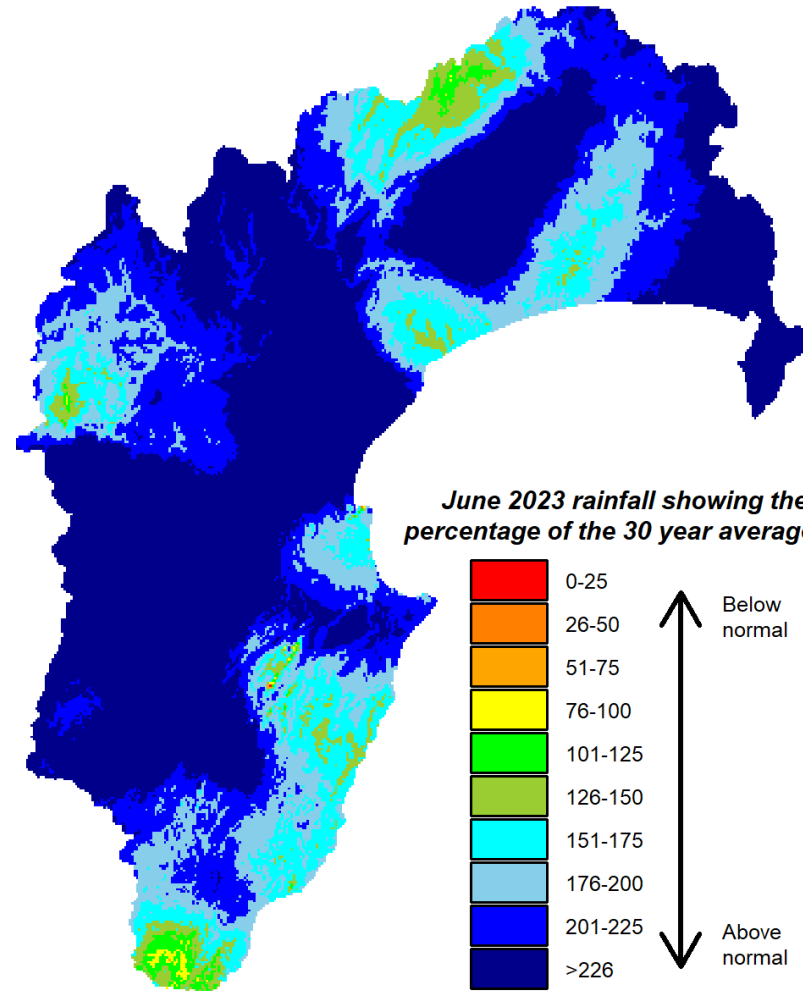 June 2023 rainfall showing the
percentage of the 30 year average
0-25
26-50
51-75
76-100
101-125
126-150
151-175
176-200
201-225
>226
Below
normal
Above
normal